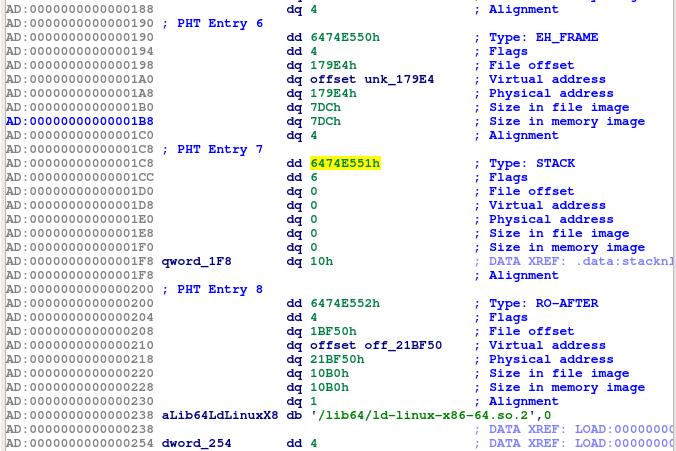 AD:0000000000000188 dq 4 ; Alignment
AD:0000000000000190 ; PHT Entry 6
AD:0000000000000190 dd 6474E550h ; Type: EH_FRAME
AD:0000000000000194 dd 4 ; Flags
AD:0000000000000198 dq 179E4h ; File offset
AD:00000000000001A0 dq offset unk_179E4 ; Virtual address
AD:00000000000001A8 dq 179E4h ; Physical address
AD:00000000000001B0 dq 7DCh ; Size in file image
AD:00000000000001B8 dq 7DCh ; Size in memory image
AD:00000000000001C0 dq 4 ; Alignment
AD:00000000000001C8 ; PHT Entry 7
AD:00000000000001C8 dd 6474E551h ; Type: STACK
AD:00000000000001CC dd 6 ; Flags
AD:00000000000001D0 dq 0 ; File offset
AD:00000000000001D8 dq 0 ; Virtual address
AD:00000000000001E0 dq 0 ; Physical address
AD:00000000000001E8 dq 0 ; Size in file image
AD:00000000000001F0 dq 0 ; Size in memory image
AD:00000000000001F8 qword_1F8 dq 10h ; DATA XREF: .data:stackn
AD:00000000000001F8 ; Alignment
AD:0000000000000200 ; PHT Entry 8
AD:0000000000000200 dd 6474E552h ; Type: RO-AFTER
AD:0000000000000204 dd 4 ; Flags
AD:0000000000000208 dq 1BF50h ; File offset
AD:0000000000000210 dq offset off_21BF50 ; Virtual address
AD:0000000000000218 dq 21BF50h ; Physical address
AD:0000000000000220 dq 10B0h ; Size in file image
AD:0000000000000228 dq 10B0h ; Size in memory image
AD:0000000000000230 dq 1 ; Alignment
AD:0000000000000238 aLib64LdLinuxX8 db '/lib64/ld-linux-x86-64.so.2',0
AD:0000000000000238 ; DATA XREF: LOAD:00000000
AD:0000000000000254 dword_254 dd 4 ; DATA XREF: LOAD:00000000